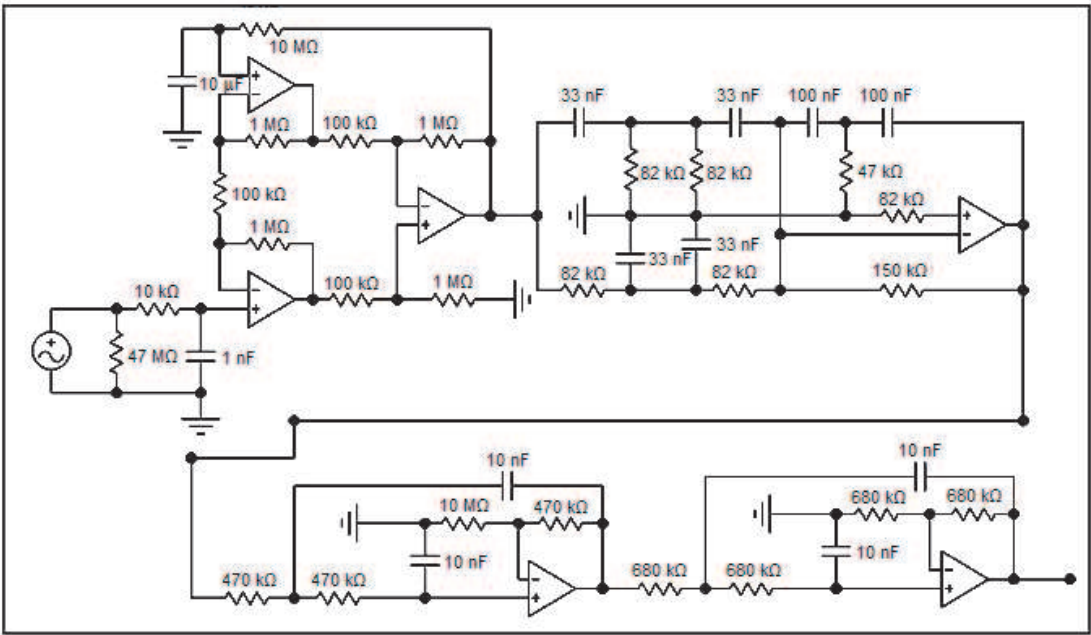 10 MΩ
10 μF
1 MΩ 100 kΩ 1 MΩ
100 kΩ
1 MΩ
100 kΩ 1 MΩ
10 kΩ
47 MΩ 1 nF
33 nF 33 nF 100 nF 100 nF
82 kΩ 82 kΩ 47 kΩ
82 kΩ
33 nF 33 nF
82 kΩ 82 kΩ 150 kΩ
10 nF
10 MΩ 470 kΩ
10 nF
470 kΩ 470 kΩ
10 nF
680 kΩ 680 kΩ
10 nF
680 kΩ 680 kΩ